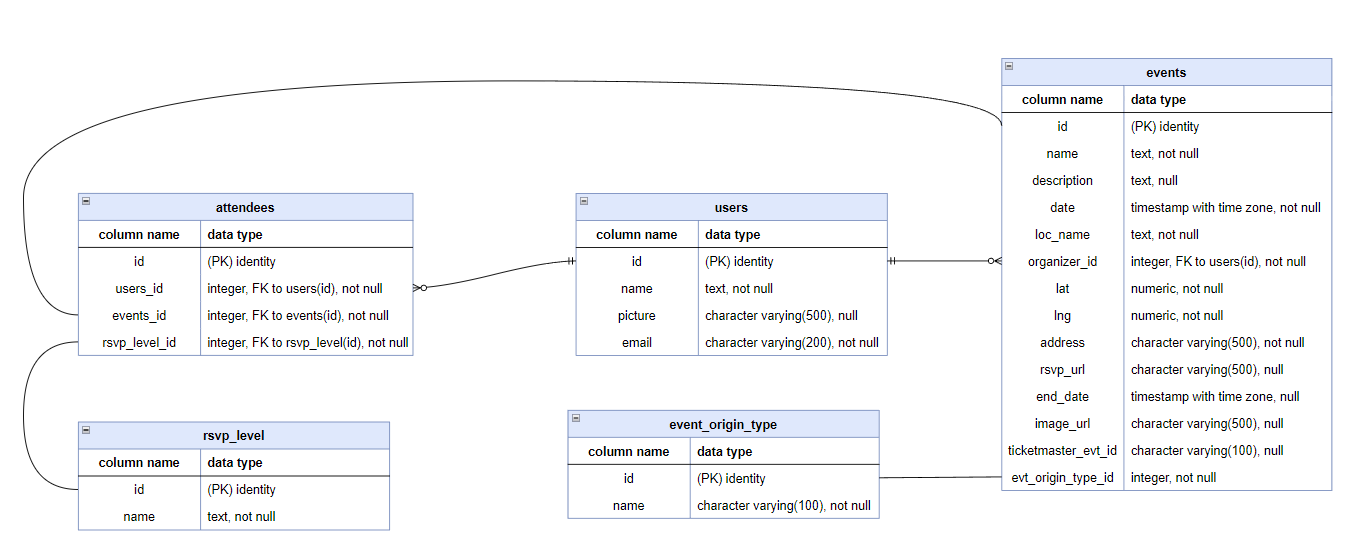 events
column name data type
id (PK) identity
name text, not null
description text, null
date timestamp with time zone, not null
loc_name text, not null
organizer_id integer, FK to users(id), not null
lat numeric, not null
lng numeric, not null
address character varying(500), not null
rsvp_url character varying(500), null
end_date timestamp with time zone, null
image_url character varying(500), null
ticketmaster_evt_id character varying(100), null
evt_origin_type_id integer, not null
attendees
column name data type
id (PK) identity
users_id integer, FK to users(id), not null
events_id integer, FK to events(id), not null
rsvp_level_id integer, FK to rsvp_level(id), not null
users
column name data type
id (PK) identity
name text, not null
picture character varying(500), null
email character varying(200), not null
rsvp_level
column name data type
id (PK) identity
name text, not null
event_origin_type
column name data type
id (PK) identity
name character varying(100), not null